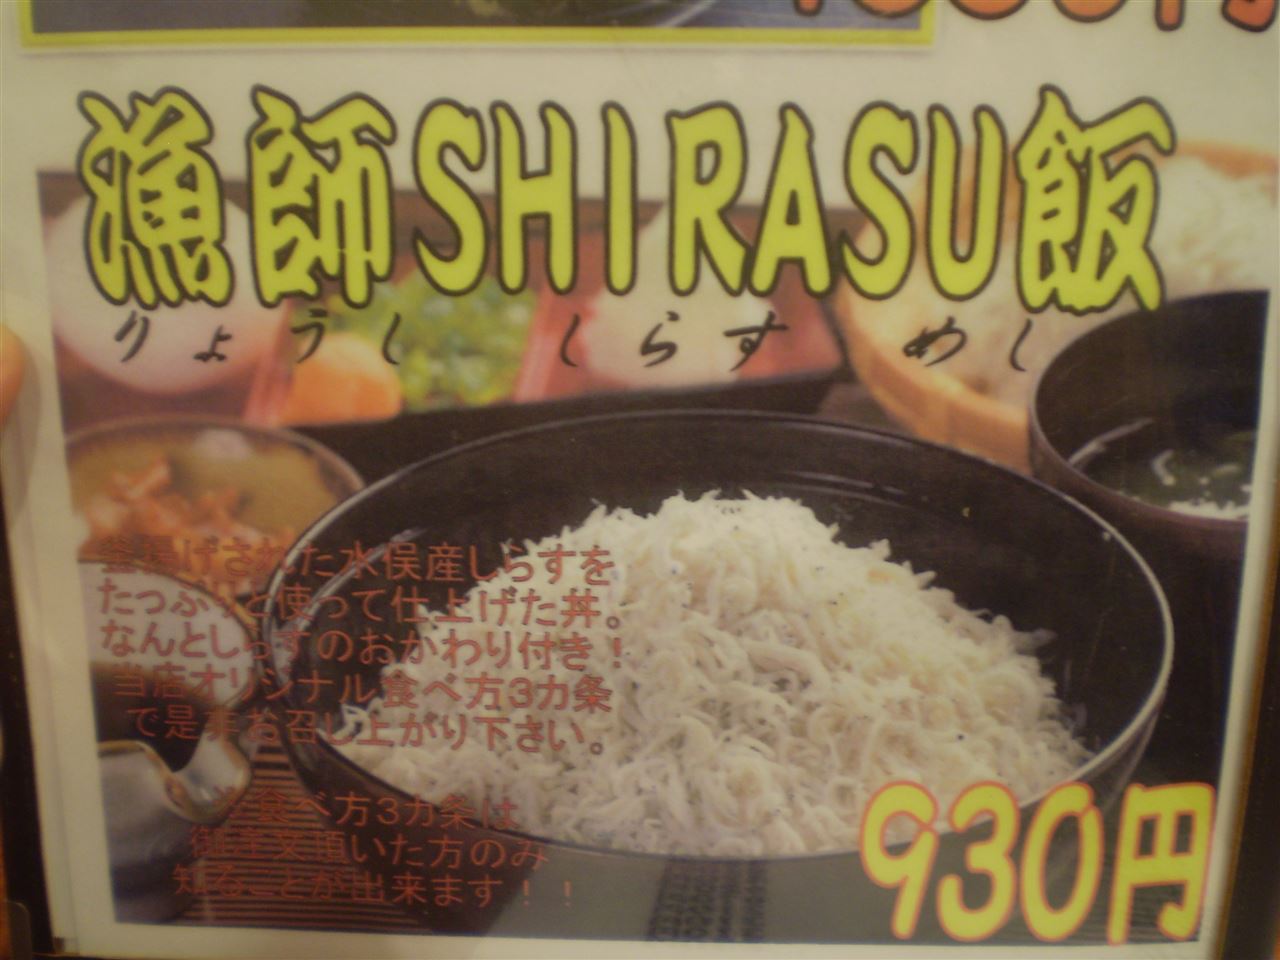 漁師SHIRASU飯
りょうし しらす めし
釜揚げされた水俣産しらすを
たっぷりと使って仕上げた丼。
なんとしらすのおかわり付き！
当店オリジナル食べ方3カ条
で是非お召し上がり下さい。
食べ方3カ条は
御注文頂いた方のみ
知ることが出来ます！！
930円